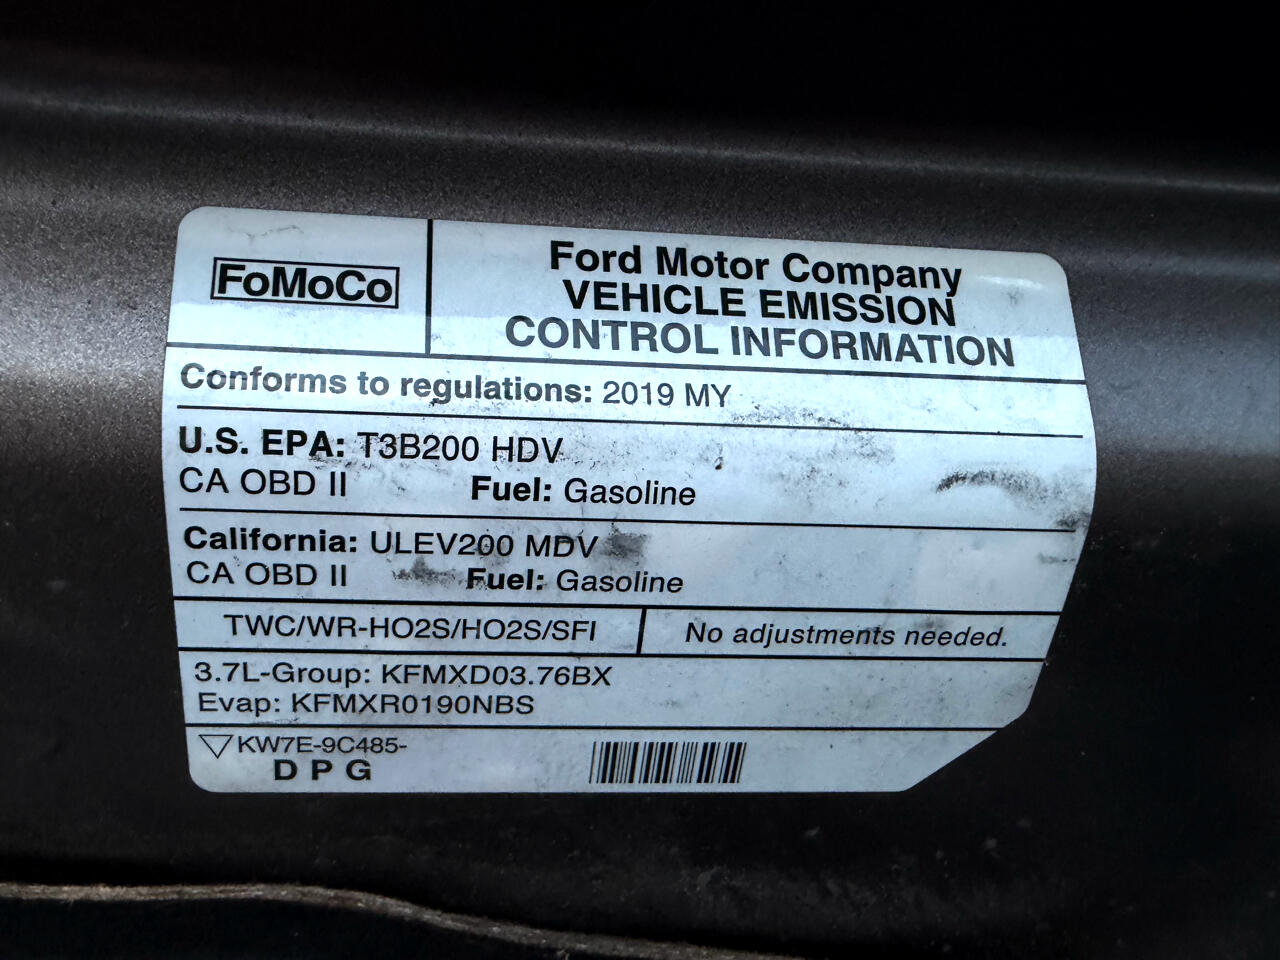 FoMoCo
Ford Motor Company
VEHICLE EMISSION
CONTROL INFORMATION
Conforms to regulations: 2019 MY
U.S. EPA: T3B200 HDV
CA OBD II Fuel: Gasoline
California: ULEV200 MDV
CA OBD II Fuel: Gasoline
TWC/WR-HO2S/HO2S/SFI
No adjustments needed.
3.7L-Group: KFMXD03.76BX
Evap: KFMXR0190NBS
KW7E-9C485-
DPG